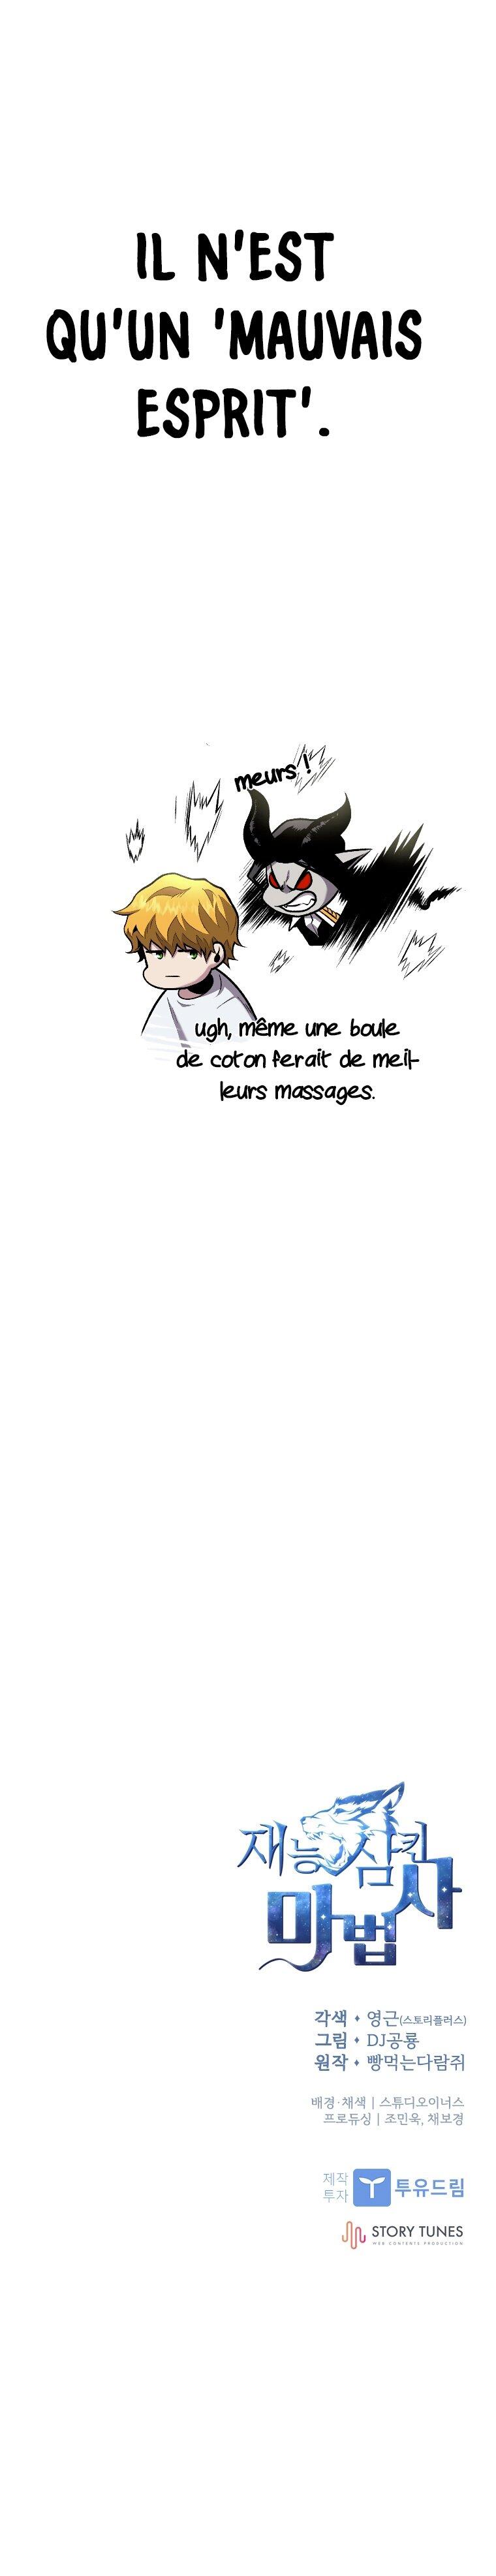 IL N'EST
QU'UN 'MAUVAIS
ESPRIT'.
meurs !
ugh, même une boule
de coton ferait de meil-
leurs massages.
재능 삼킨
마법사
각색 ♦ 영근(스토리플러스)
그림 ♦ DJ공룡
원작 ♦ 빵먹는다람쥐
배경·채색 | 스튜디오이너스
프로듀싱 | 조민욱, 채보경
제작
투자
투유드림
STORY TUNES
WEB CONTENTS PRODUCTION